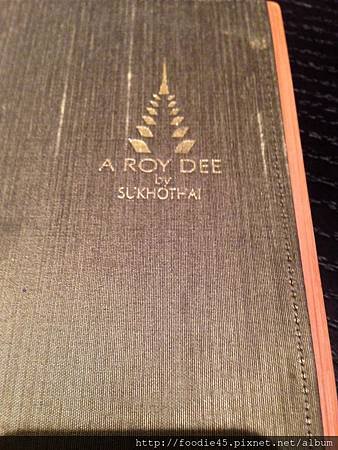 A ROY DEE
by
SUKHOTHAI
http://foodie45.pixnet.net/album